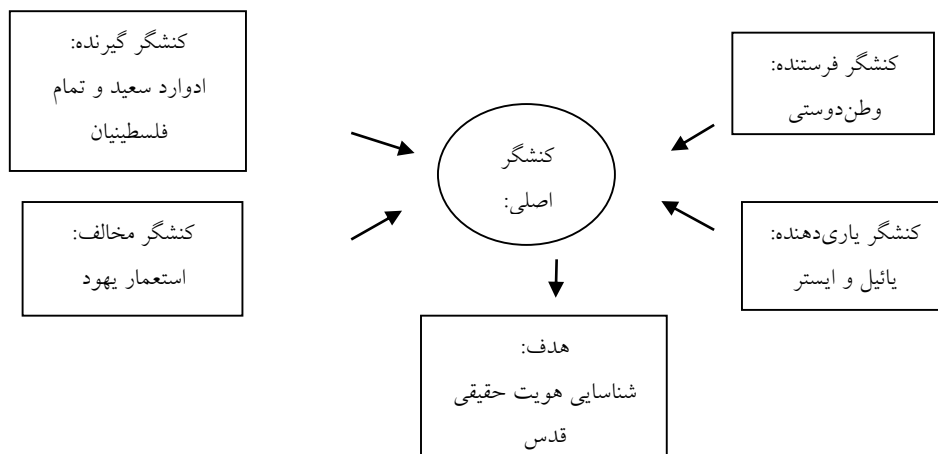 کنشگر فرستنده:
وطن‌دوستی
کنشگر گیرنده:
ادوارد سعید و تمام
فلسطینیان
کنشگر
اصلی:
کنشگر یاری‌دهنده:
یائیل و ایستر
کنشگر مخالف:
استعمار یهود
هدف:
شناسایی هویت حقیقی
قدس